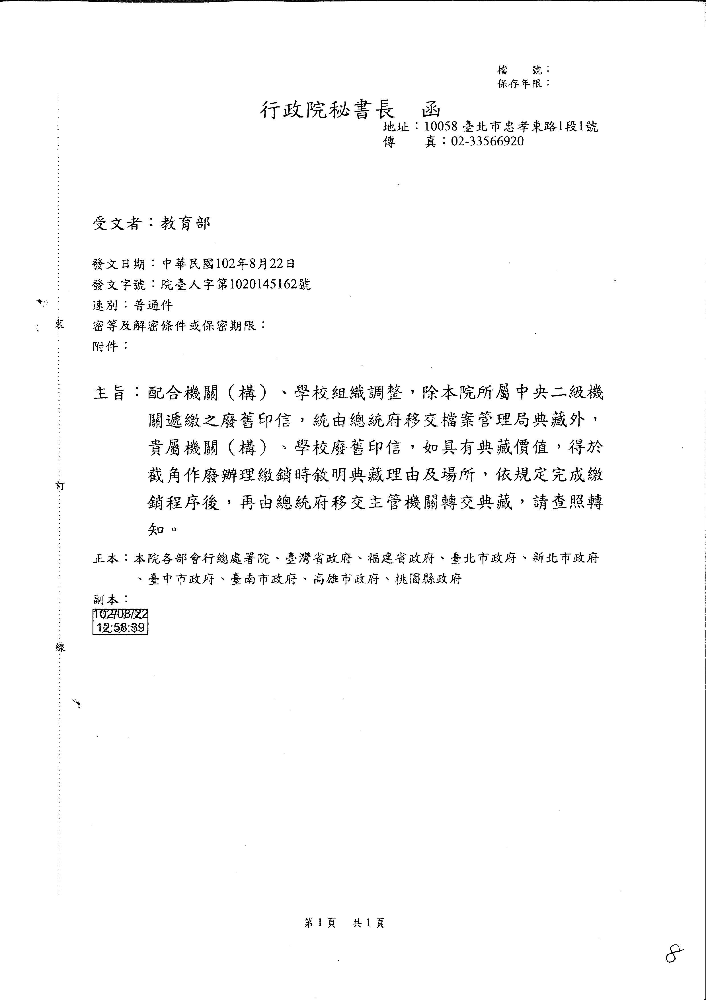 檔　　號：
保存年限：
行政院秘書長　函
地址：10058 臺北市忠孝東路1段1號
傳　　真：02-33566920
受文者：教育部
發文日期：中華民國102年8月22日
發文字號：院臺人字第1020145162號
速別：普通件
密等及解密條件或保密期限：
附件：
主旨：配合機關（構）、學校組織調整，除本院所屬中央二級機
關遞繳之廢舊印信，統由總統府移交檔案管理局典藏外，
貴屬機關（構）、學校廢舊印信，如具有典藏價值，得於
截角作廢辦理繳銷時敘明典藏理由及場所，依規定完成繳
銷程序後，再由總統府移交主管機關轉交典藏，請查照轉
知。
正本：本院各部會行總處署院、臺灣省政府、福建省政府、臺北市政府、新北市政府
、臺中市政府、臺南市政府、高雄市政府、桃園縣政府
副本：
102/08/22
12:58:39
裝
訂
線
第1頁　共1頁
8